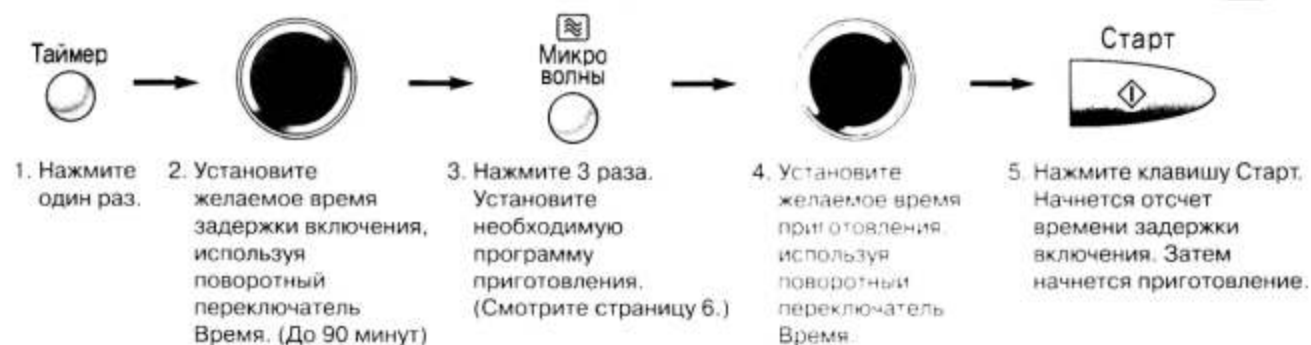 Таймер
Микро
волны
Старт
1. Нажмите
один раз.
2. Установите
желаемое время
задержки включения,
используя
поворотный
переключатель
Время. (До 90 минут)
3. Нажмите 3 раза.
Установите
необходимую
программу
приготовления.
(Смотрите страницу 6.)
4. Установите
желаемое время
приготовления,
используя
поворотный
переключатель
Время.
5. Нажмите клавишу Старт.
Начнется отсчет
времени задержки
включения. Затем
начнется приготовление.